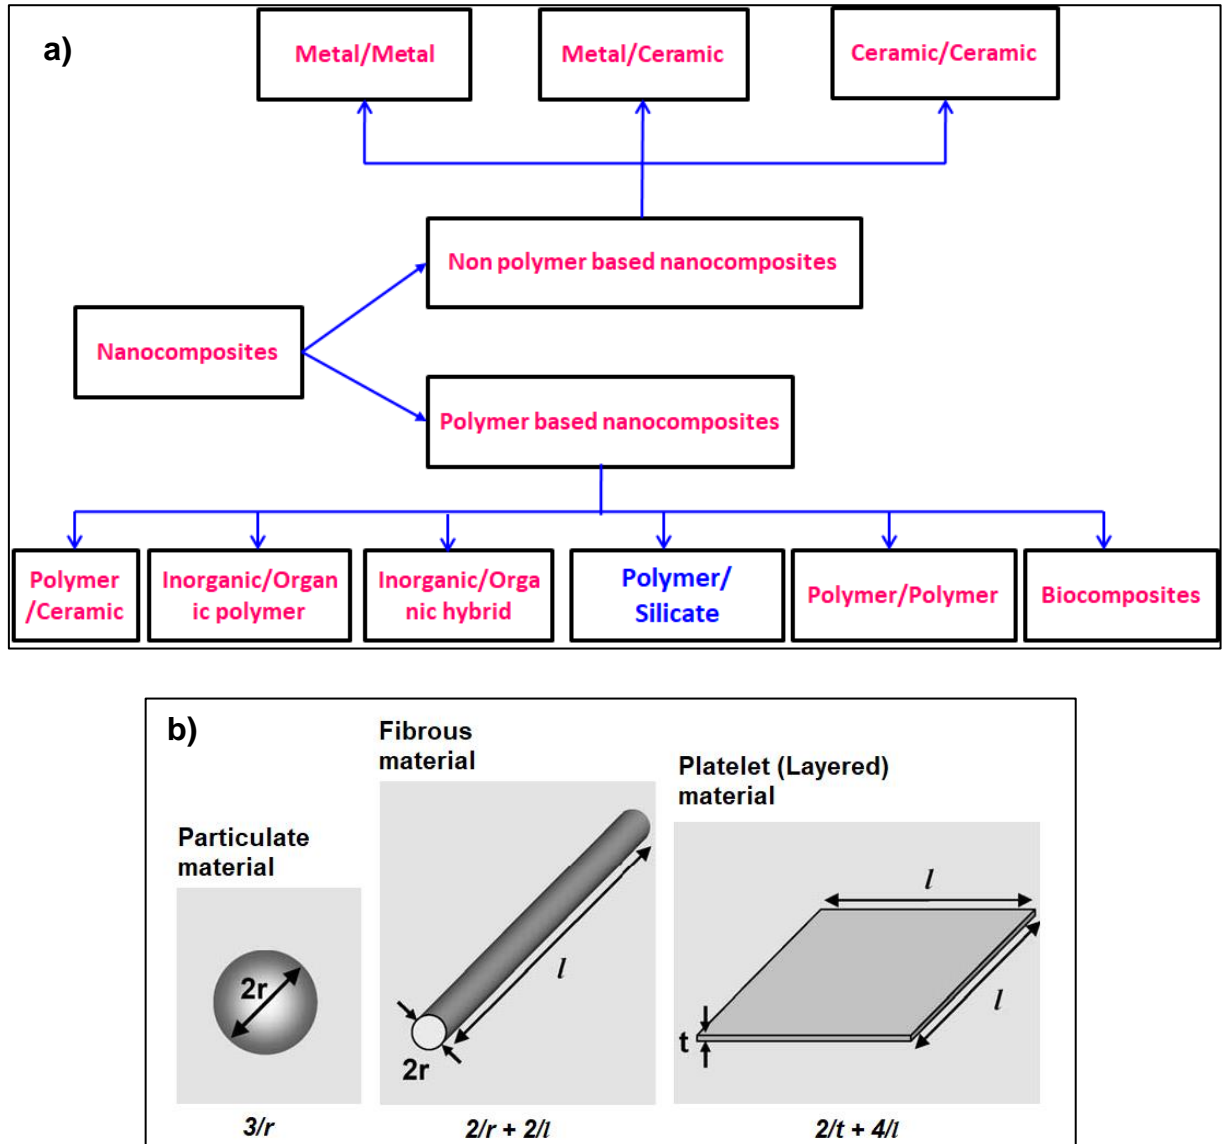 a)
Metal/Metal
Metal/Ceramic
Ceramic/Ceramic
Non polymer based nanocomposites
Nanocomposites
Polymer based nanocomposites
Polymer
/Ceramic
Inorganic/Organ
ic polymer
Inorganic/Orga
nic hybrid
Polymer/
Silicate
Polymer/Polymer
Biocomposites
b)
Particulate
material
2r
3/r
Fibrous
material
l
2r
2/r + 2/l
Platelet (Layered)
material
l
l
t
2/t + 4/l